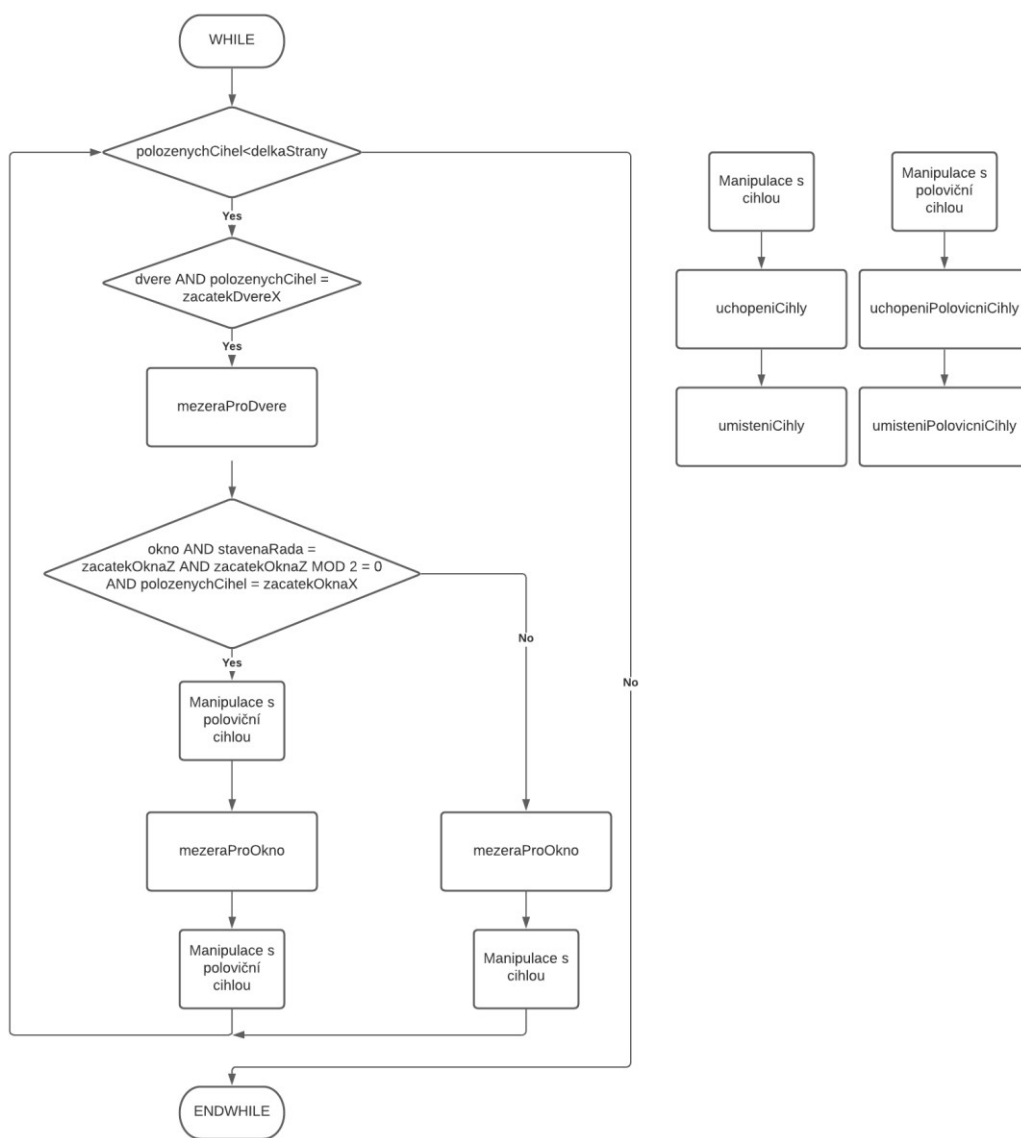 WHILE
polozenychCihel<delkaStrany
Yes
dvere AND polozenychCihel =
zacatekDvereX
Yes
mezeraProDvere
okno AND stavenaRada =
zacatekOknaZ AND zacatekOknaZ MOD 2 = 0
AND polozenychCihel = zacatekOknaX
No
Yes
No
Manipulace s
poloviční
cihlou
mezeraProOkno
mezeraProOkno
Manipulace s
poloviční
cihlou
Manipulace s
cihlou
ENDWHILE
Manipulace s
cihlou
uchopeniCihly
umisteniCihly
Manipulace s
poloviční
cihlou
uchopeniPolovicniCihly
umisteniPolovicniCihly